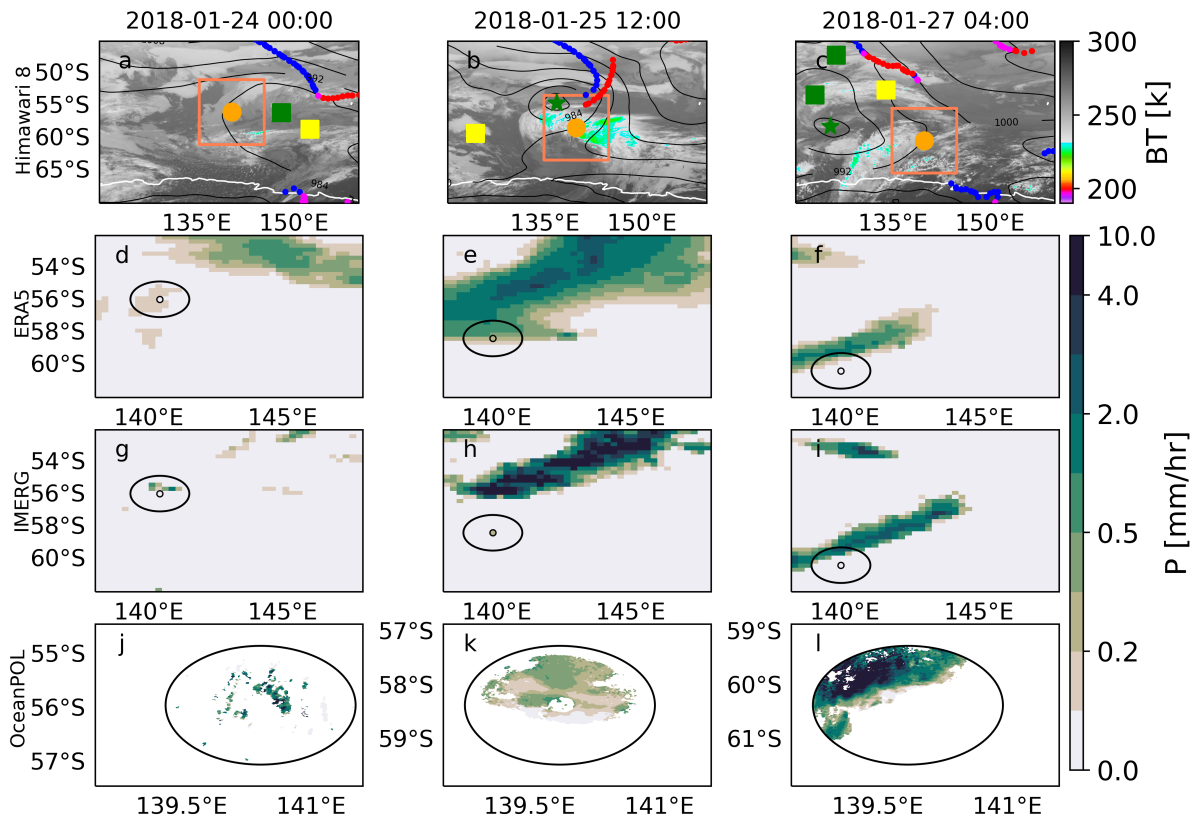 2018-01-24 00:00 2018-01-25 12:00 2018-01-27 04:00
Himawari 8
50°S
55°S
60°S
65°S
a
992
984
b
984
c
1000
992
135°E 150°E 135°E 150°E 135°E 150°E
300
250
200
BT [k]
ERA5
54°S
56°S
58°S
60°S
d e f
140°E 145°E 140°E 145°E 140°E 145°E
IMERG
54°S
56°S
58°S
60°S
g h i
140°E 145°E 140°E 145°E 140°E 145°E
OceanPOL
55°S
56°S
57°S
j
57°S
58°S
59°S
k
59°S
60°S
61°S
l
139.5°E 141°E 139.5°E 141°E 139.5°E 141°E
10.0
4.0
2.0
0.5
0.2
0.0
P [mm/hr]